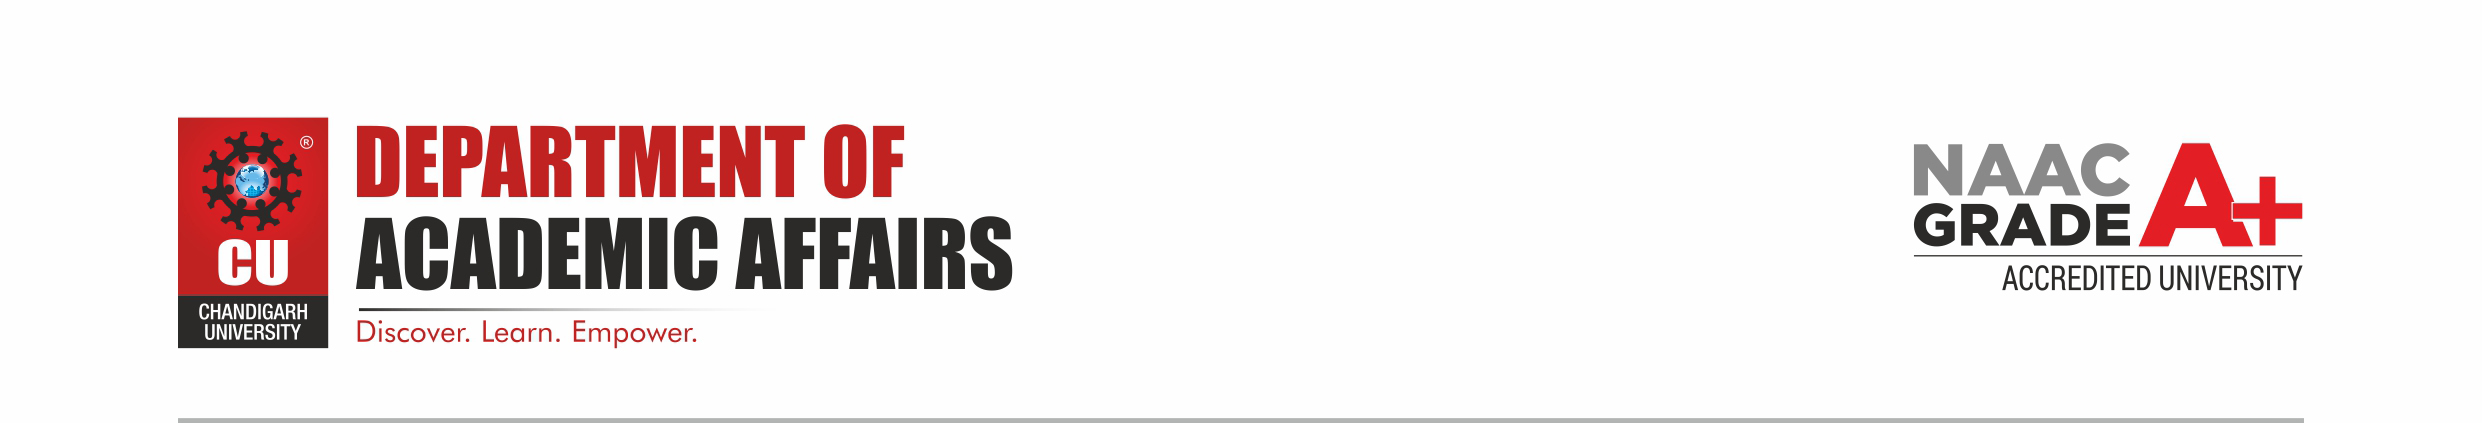 ®
CU
CHANDIGARH
UNIVERSITY
DEPARTMENT OF
ACADEMIC AFFAIRS
Discover. Learn. Empower.
NAAC
GRADE A+
ACCREDITED UNIVERSITY